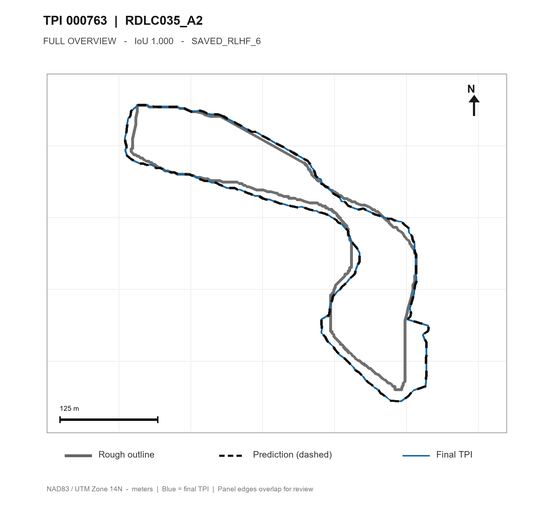 TPI 000763 | RDLC035_A2
FULL OVERVIEW - IoU 1.000 - SAVED_RLHF_6
N
125 m
Rough outline
Prediction (dashed)
Final TPI
NAD83 / UTM Zone 14N - meters | Blue = final TPI | Panel edges overlap for review